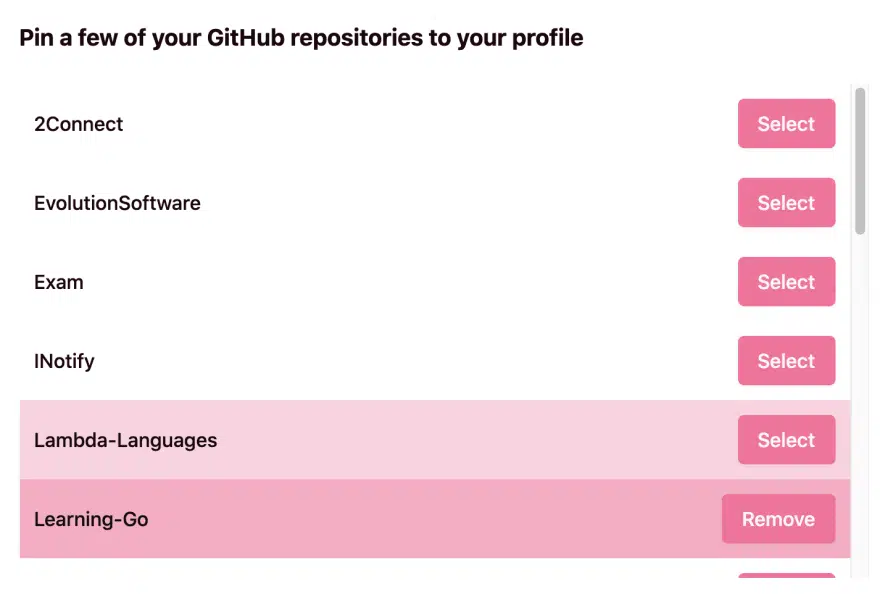 Pin a few of your GitHub repositories to your profile
2Connect Select
EvolutionSoftware Select
Exam Select
INotify Select
Lambda-Languages Select
Learning-Go Remove